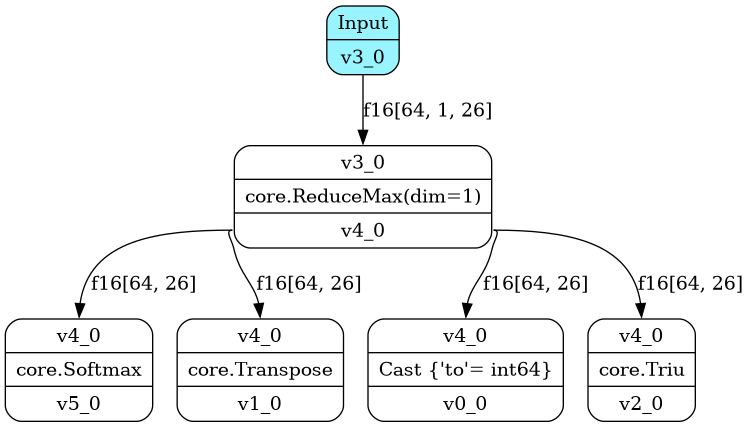 Input
v3_0
f16[64, 1, 26]
v3_0
core.ReduceMax(dim=1)
v4_0
f16[64, 26]
f16[64, 26]
f16[64, 26]
f16[64, 26]
v4_0
core.Softmax
v5_0
v4_0
core.Transpose
v1_0
v4_0
Cast {'to'= int64}
v0_0
v4_0
core.Triu
v2_0